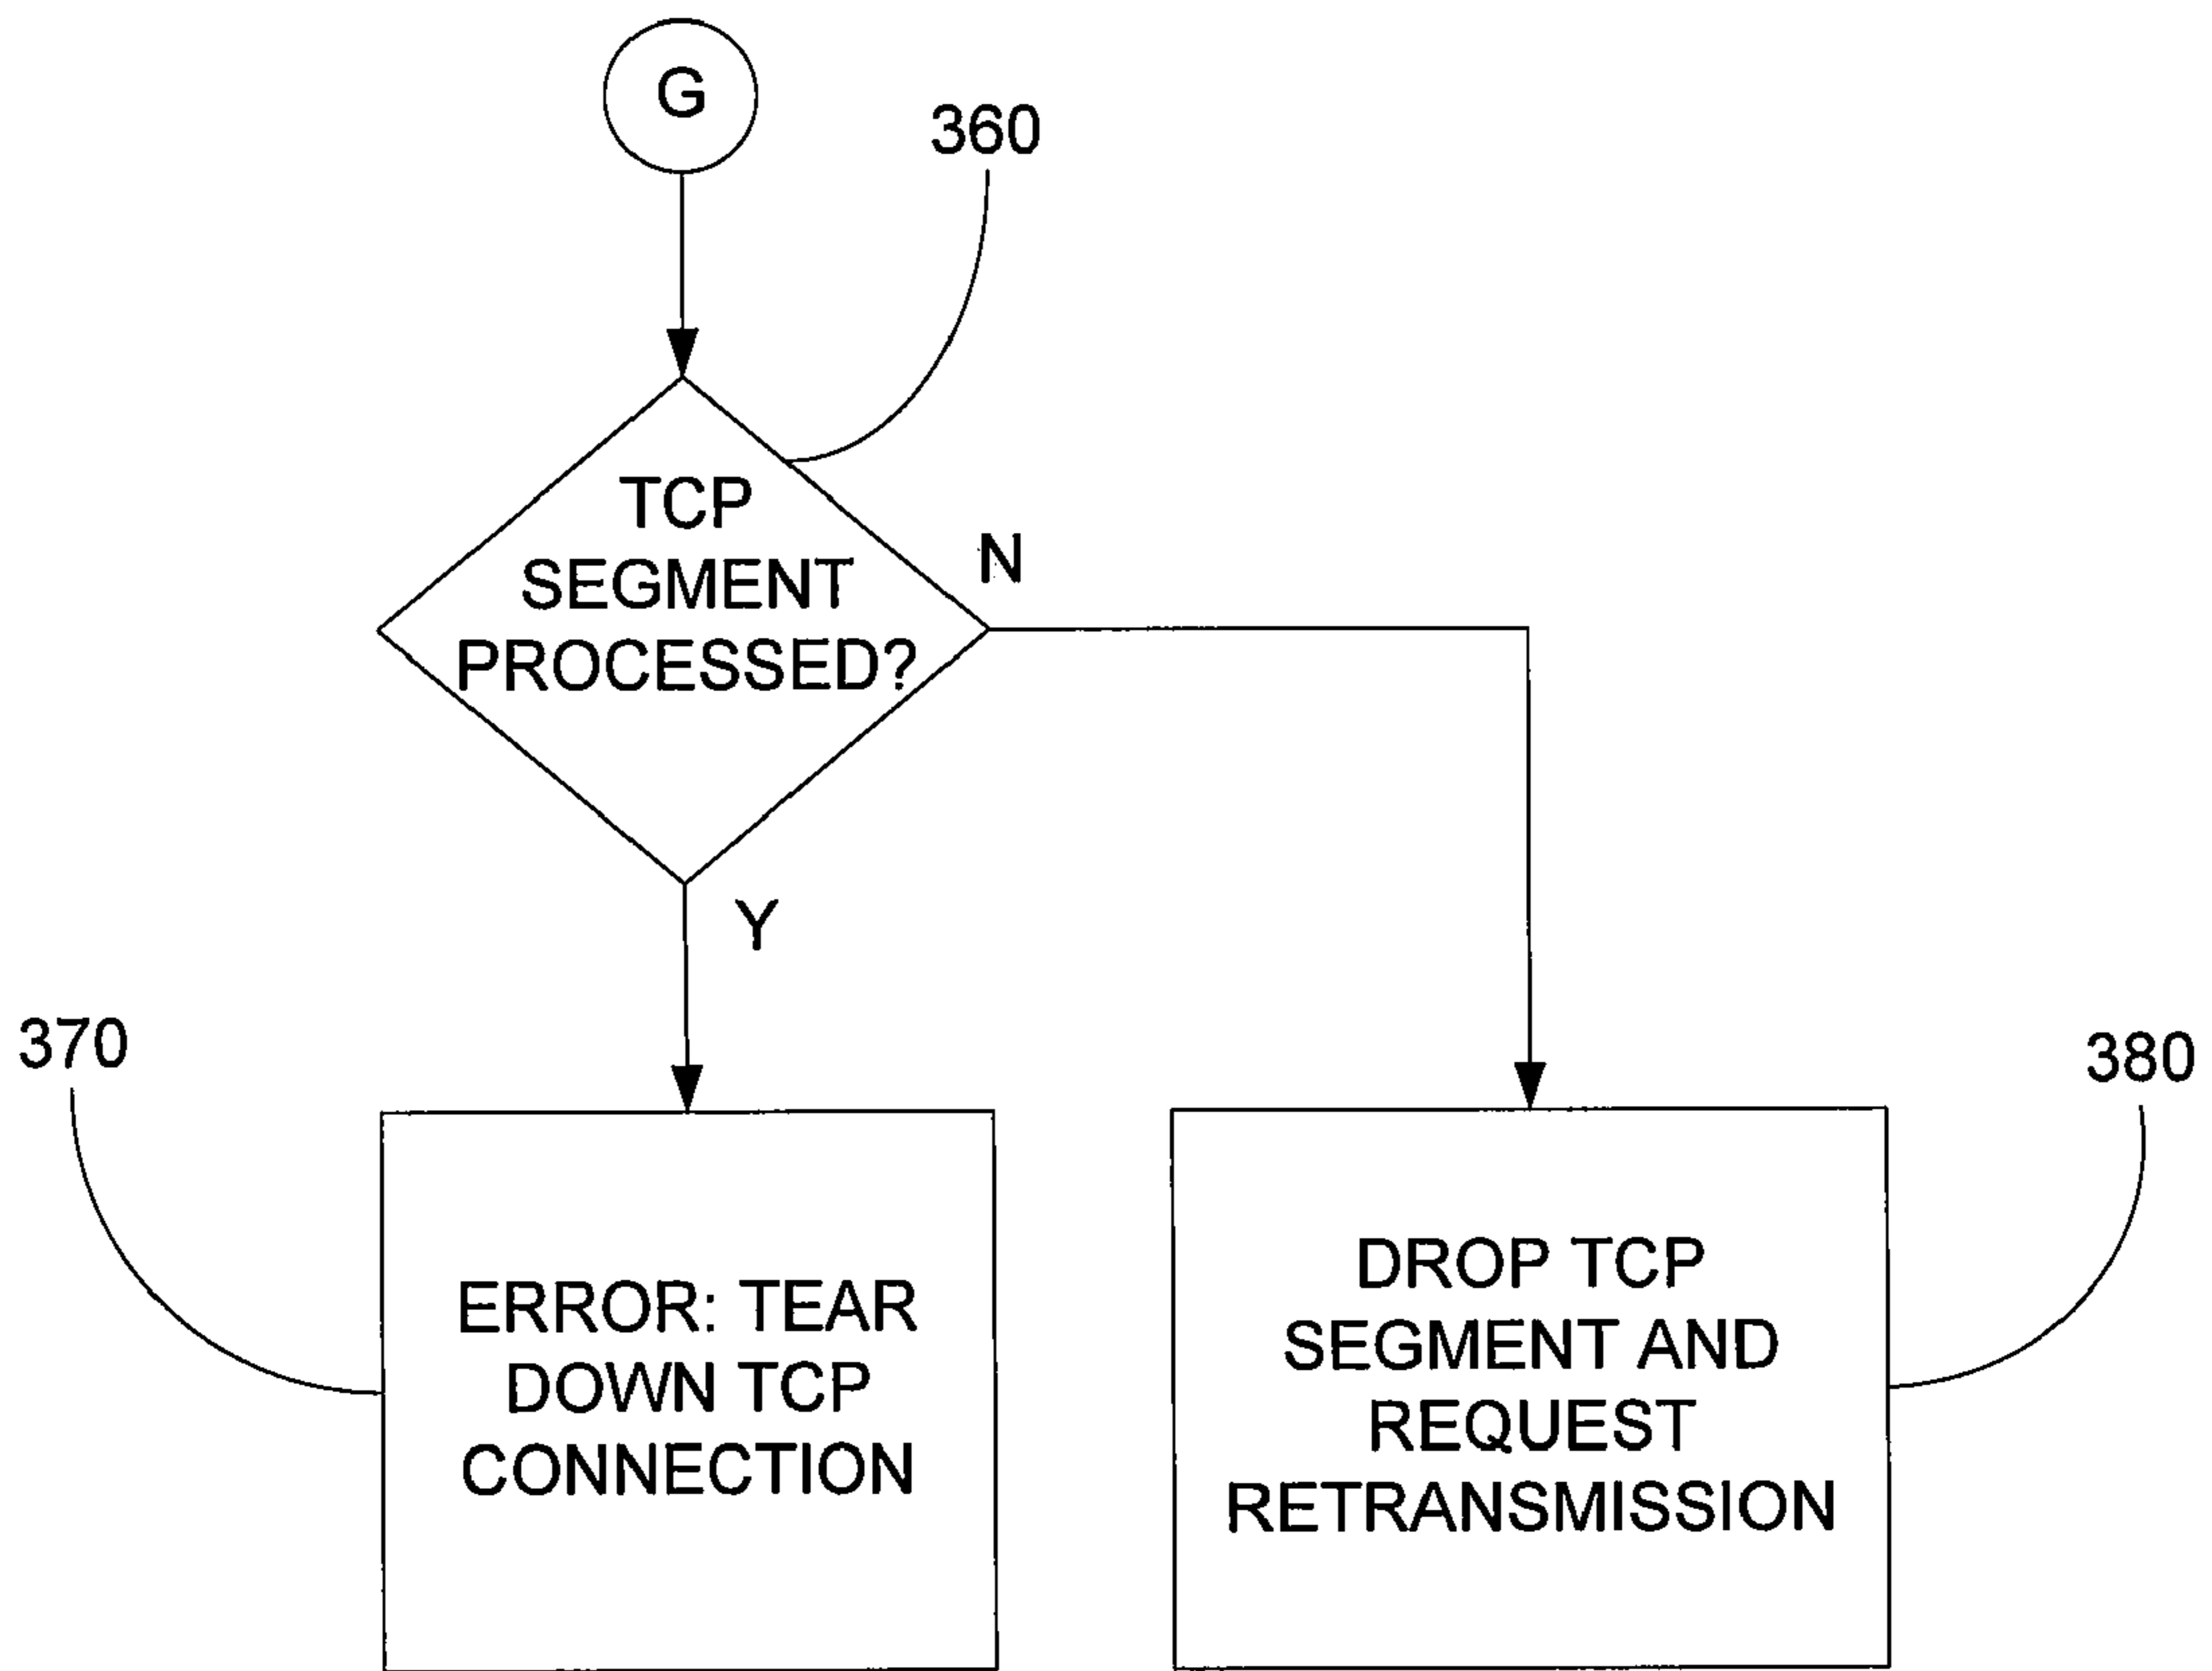 G
360
TCP
SEGMENT
PROCESSED?
N
Y
370
380
ERROR: TEAR
DOWN TCP
CONNECTION
DROP TCP
SEGMENT AND
REQUEST
RETRANSMISSION